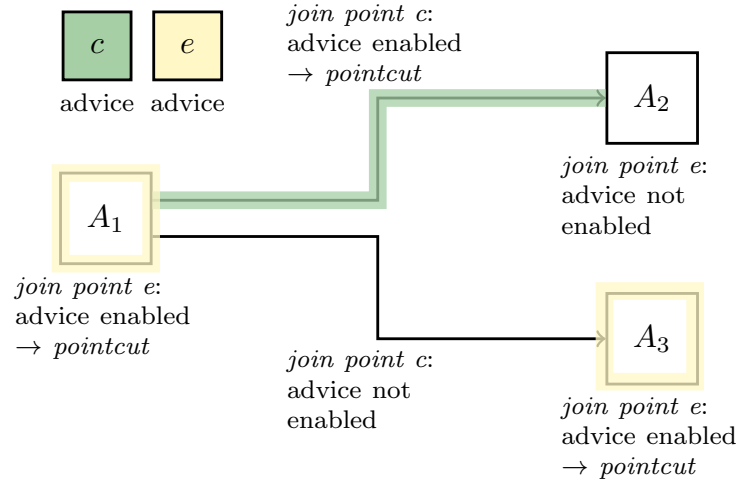 c e
advice advice
join point c:
advice enabled
→ pointcut
A₂
join point e:
advice not
enabled
A₁
join point e:
advice enabled
→ pointcut
join point c:
advice not
enabled
A₃
join point e:
advice enabled
→ pointcut